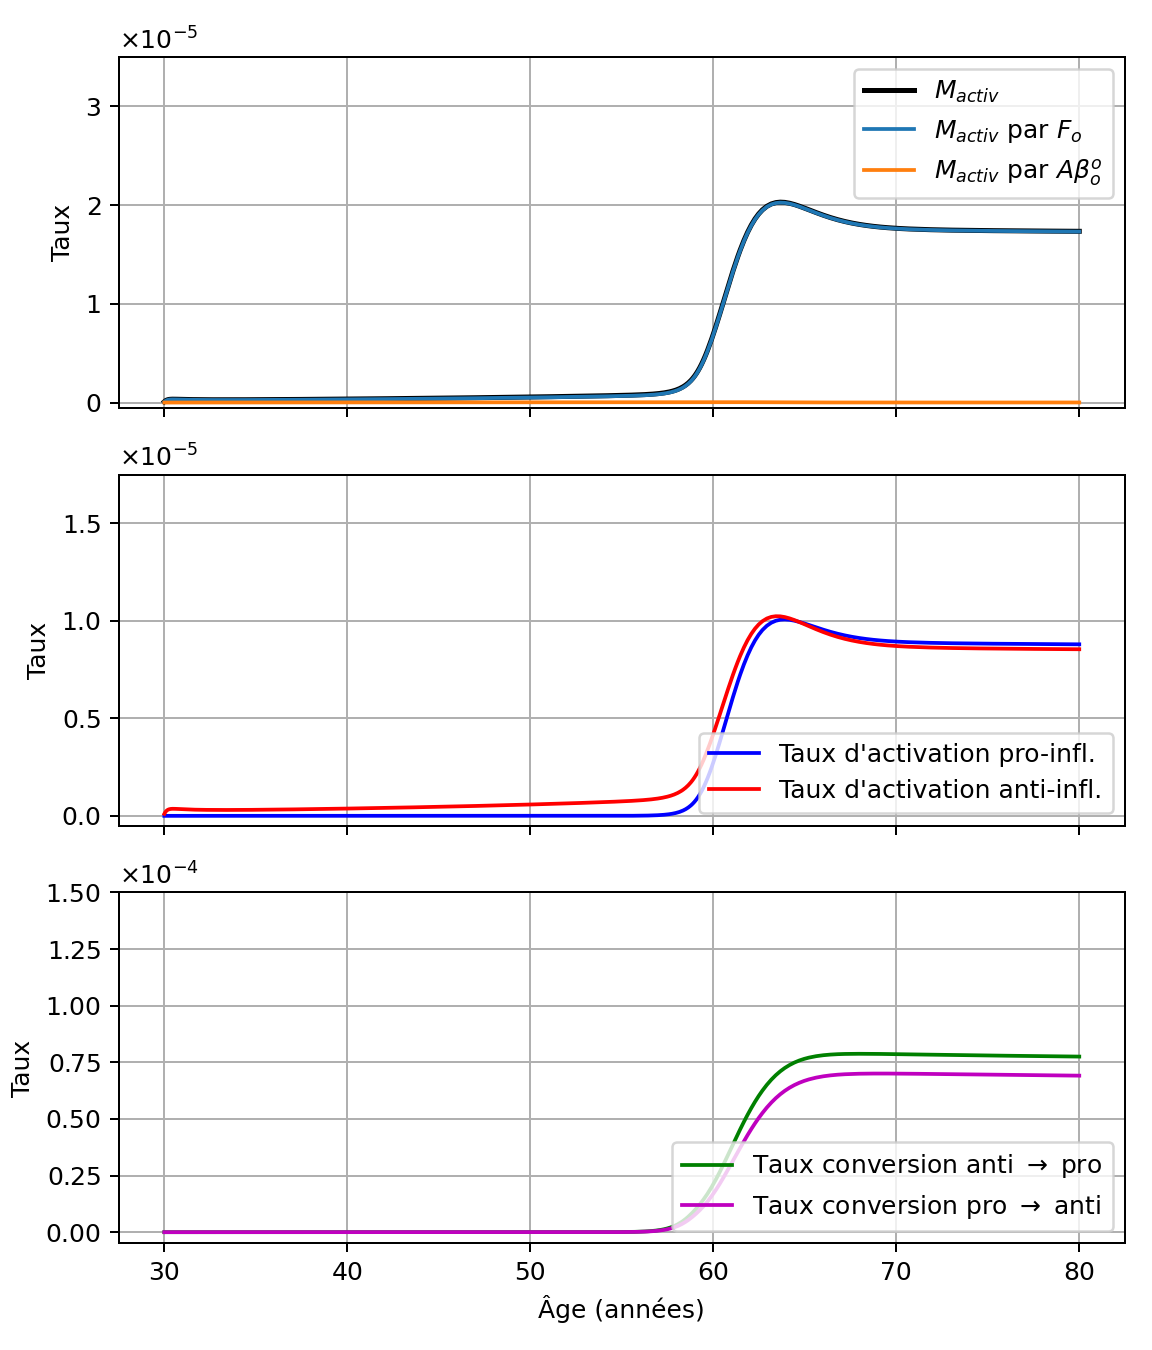 ×10⁻⁵
3
2
1
0
Taux
M_activ
M_activ par F_o
M_activ par Aβ_o^o
×10⁻⁵
1.5
1.0
0.5
0.0
Taux
Taux d'activation pro-infl.
Taux d'activation anti-infl.
×10⁻⁴
1.50
1.25
1.00
0.75
0.50
0.25
0.00
Taux
Taux conversion anti → pro
Taux conversion pro → anti
30 40 50 60 70 80
Âge (années)